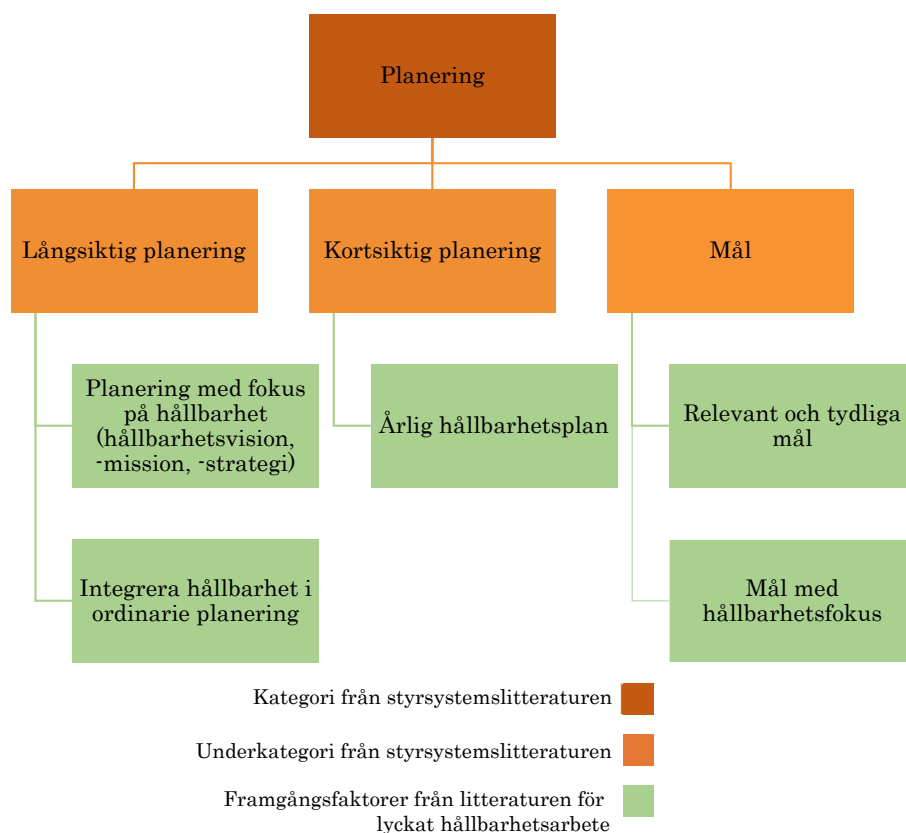 Planering
Långsiktig planering
Kortsiktig planering
Mål
Planering med fokus
på hållbarhet
(hållbarhetsvision,
-mission, -strategi)
Årlig hållbarhetsplan
Relevant och tydliga
mål
Integrera hållbarhet i
ordinarie planering
Mål med
hållbarhetsfokus
Kategori från styrsystemslitteraturen
Underkategori från styrsystemslitteraturen
Framgångsfaktorer från litteraturen för
lyckat hållbarhetsarbete